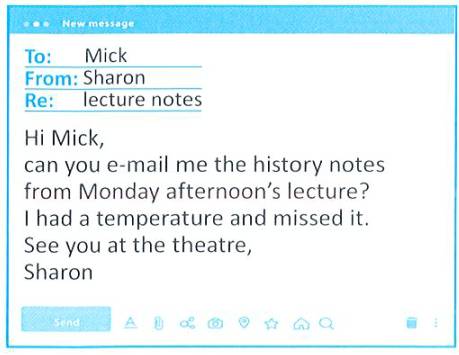 New message
To: Mick
From: Sharon
Re: lecture notes
Hi Mick,
can you e-mail me the history notes
from Monday afternoon's lecture?
I had a temperature and missed it.
See you at the theatre,
Sharon
Send